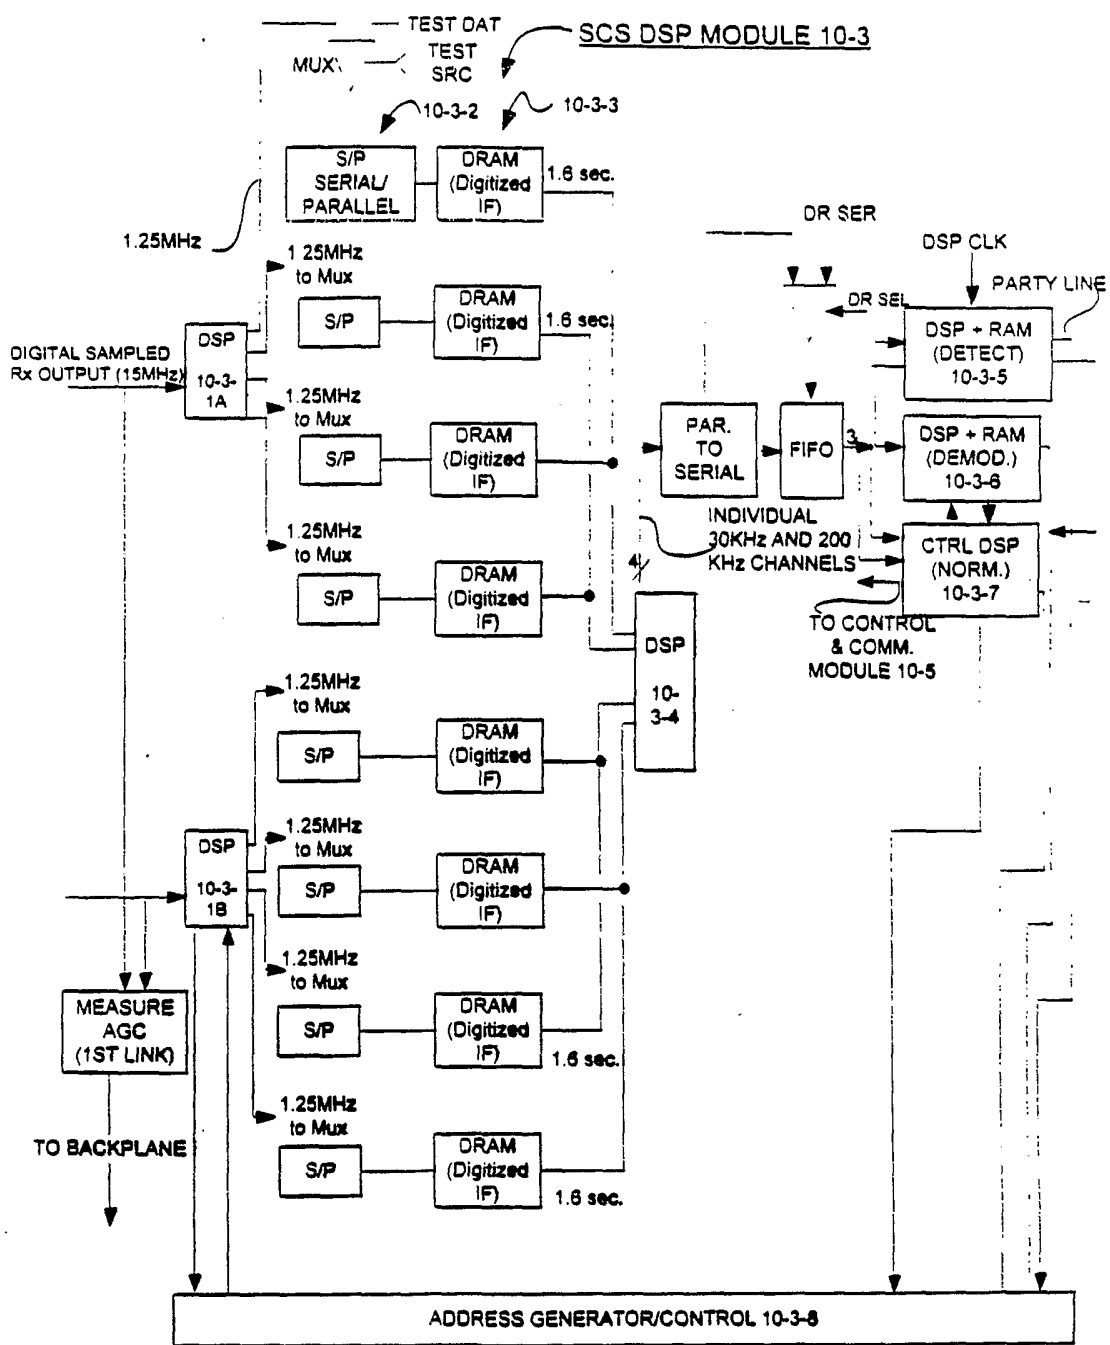 TEST DAT
SCS DSP MODULE 10-3
MUX
TEST
SRC
10-3-2
10-3-3
S/P
SERIAL/
PARALLEL
DRAM
(Digitized
IF)
1.6 sec.
1.25MHz
DR SER
DSP CLK
1 25MHz
to Mux
S/P
DRAM
(Digitized
IF)
1.6 sec.
DR SEL
PARTY LINE
DSP + RAM
(DETECT)
10-3-5
DIGITAL SAMPLED
Rx OUTPUT (15MHz)
DSP
10-3-
1A
1.25MHz
to Mux
S/P
DRAM
(Digitized
IF)
PAR.
TO
SERIAL
FIFO
3
DSP + RAM
(DEMOD.)
10-3-6
1.25MHz
to Mux
S/P
DRAM
(Digitized
IF)
INDIVIDUAL
30KHz AND 200
KHz CHANNELS
4
CTRL DSP
(NORM.)
10-3-7
TO CONTROL
& COMM.
MODULE 10-5
DSP
10-
3-4
1.25MHz
to Mux
S/P
DRAM
(Digitized
IF)
DSP
10-3-
1B
1.25MHz
to Mux
S/P
DRAM
(Digitized
IF)
1.25MHz
to Mux
S/P
DRAM
(Digitized
IF)
1.6 sec.
MEASURE
AGC
(1ST LINK)
TO BACKPLANE
1.25MHz
to Mux
S/P
DRAM
(Digitized
IF)
1.6 sec.
ADDRESS GENERATOR/CONTROL 10-3-8